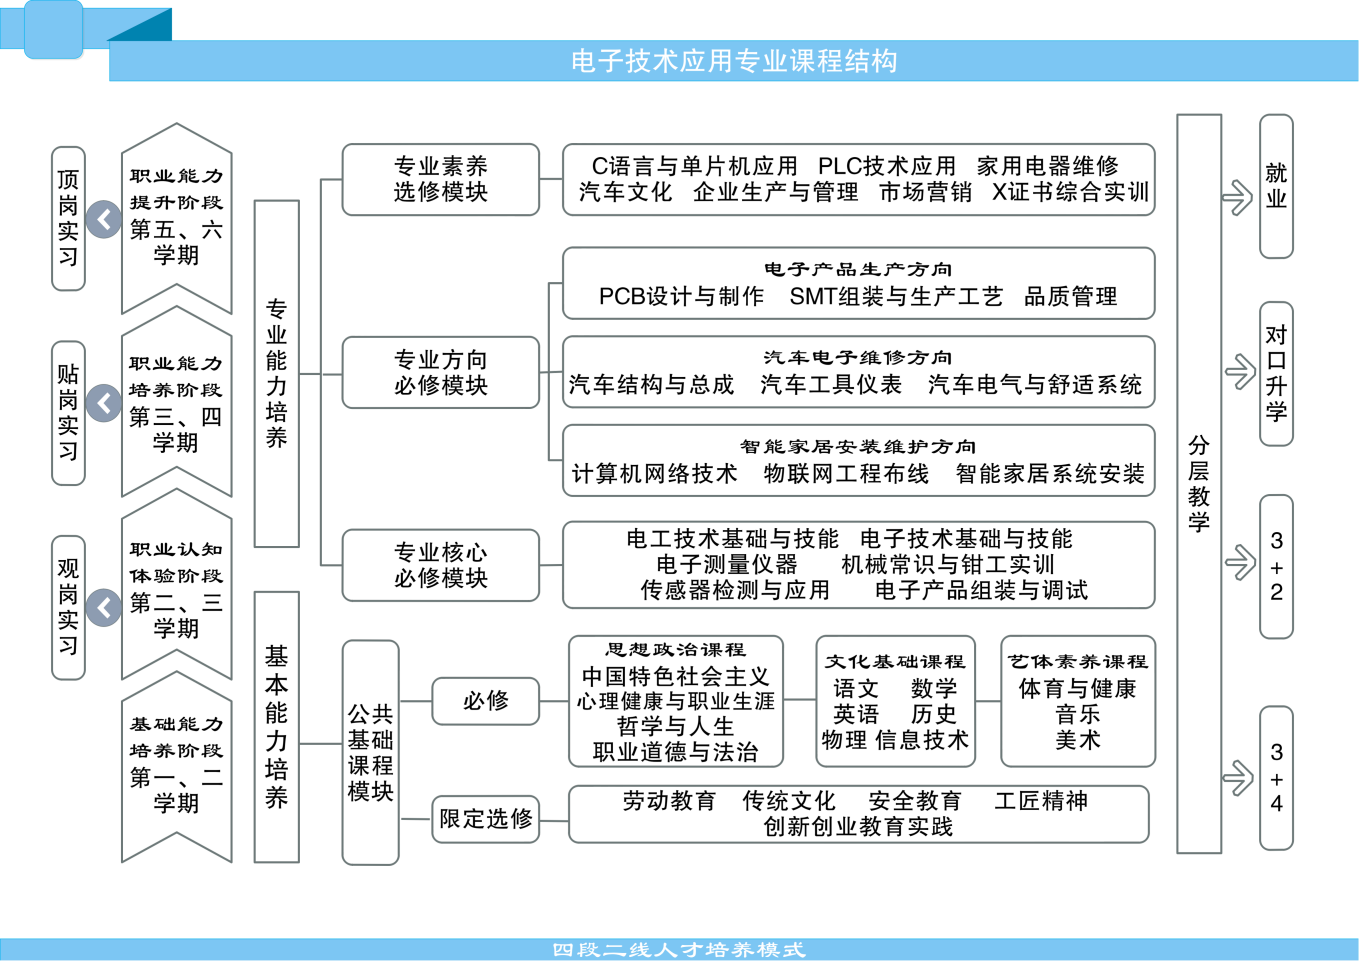 电子技术应用专业课程结构
顶岗实习
职业能力
提升阶段
第五、六
学期
贴岗实习
职业能力
培养阶段
第三、四
学期
观岗实习
职业认知
体验阶段
第二、三
学期
基础能力
培养阶段
第一、二
学期
专业能力培养
专业素养
选修模块
C语言与单片机应用 PLC技术应用 家用电器维修
汽车文化 企业生产与管理 市场营销 X证书综合实训
专业方向
必修模块
电子产品生产方向
PCB设计与制作 SMT组装与生产工艺 品质管理
汽车电子维修方向
汽车结构与总成 汽车工具仪表 汽车电气与舒适系统
智能家居安装维护方向
计算机网络技术 物联网工程布线 智能家居系统安装
专业核心
必修模块
电工技术基础与技能 电子技术基础与技能
电子测量仪器 机械常识与钳工实训
传感器检测与应用 电子产品组装与调试
基本能力培养
公共
基础
课程
模块
必修
思想政治课程
中国特色社会主义
心理健康与职业生涯
哲学与人生
职业道德与法治
文化基础课程
语文 数学
英语 历史
物理 信息技术
艺体素养课程
体育与健康
音乐
美术
限定选修
劳动教育 传统文化 安全教育 工匠精神
创新创业教育实践
分层教学
就业
对口升学
3+2
3+4
四段二线人才培养模式